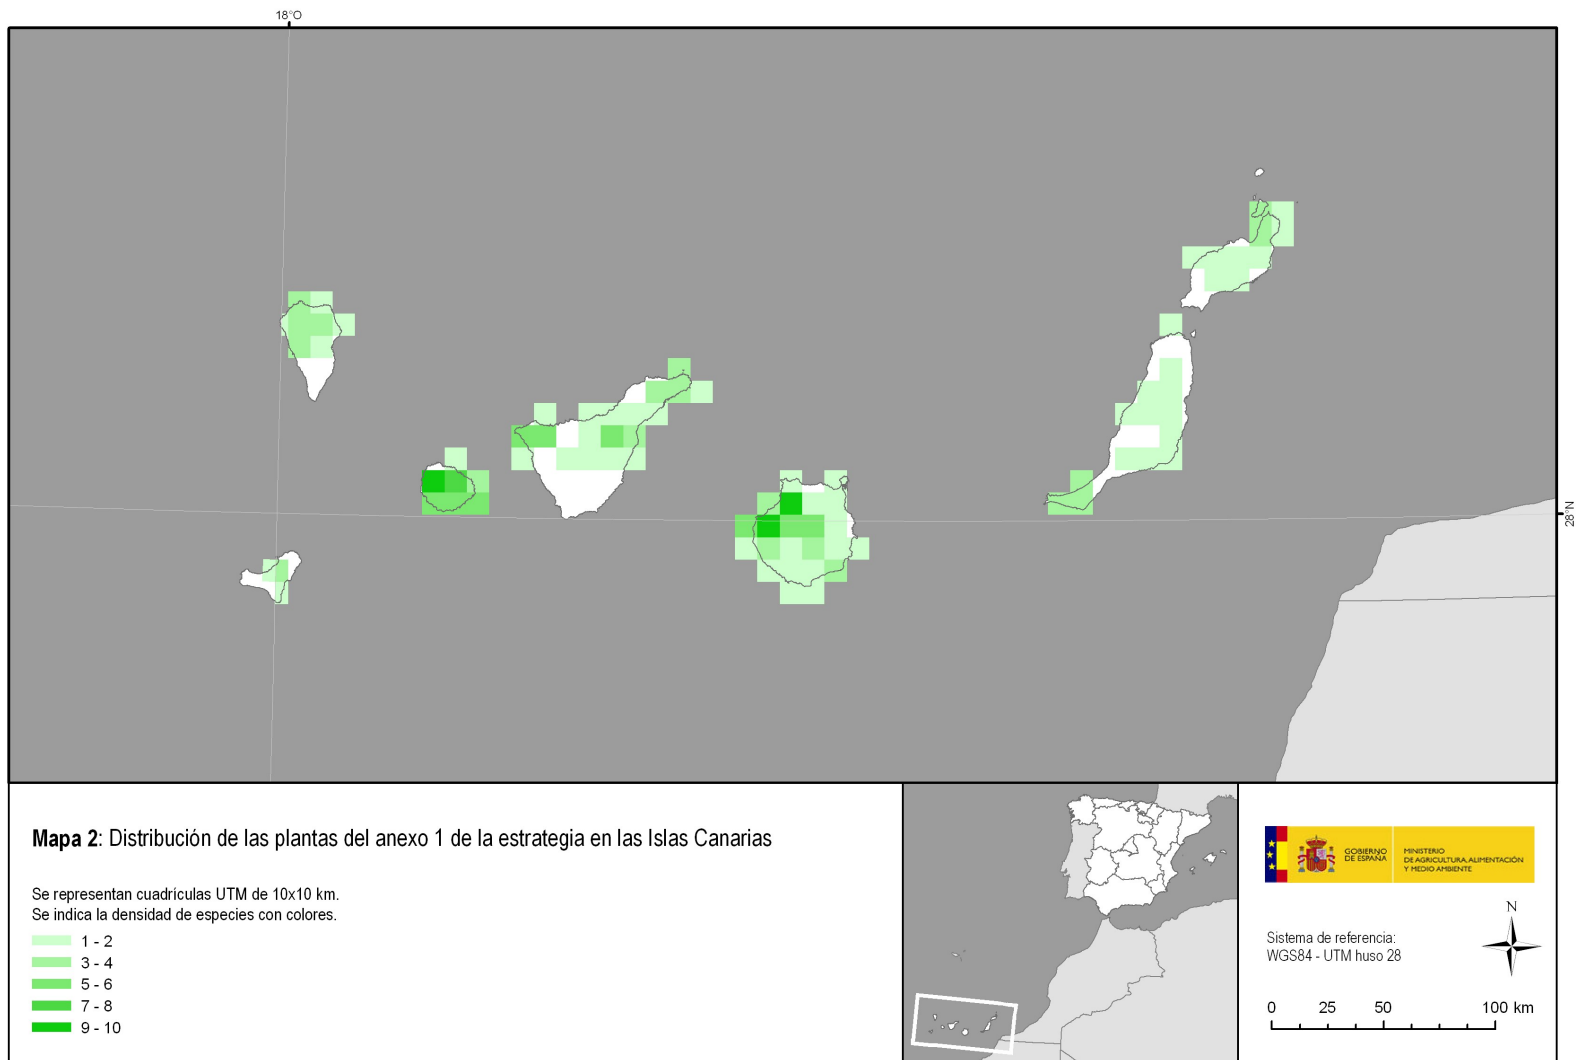 18°O
28°N
Mapa 2: Distribución de las plantas del anexo 1 de la estrategia en las Islas Canarias
Se representan cuadrículas UTM de 10x10 km.
Se indica la densidad de especies con colores.
1 - 2
3 - 4
5 - 6
7 - 8
9 - 10
GOBIERNO
DE ESPAÑA
MINISTERIO
DE AGRICULTURA, ALIMENTACIÓN
Y MEDIO AMBIENTE
N
Sistema de referencia:
WGS84 - UTM huso 28
0 25 50 100 km